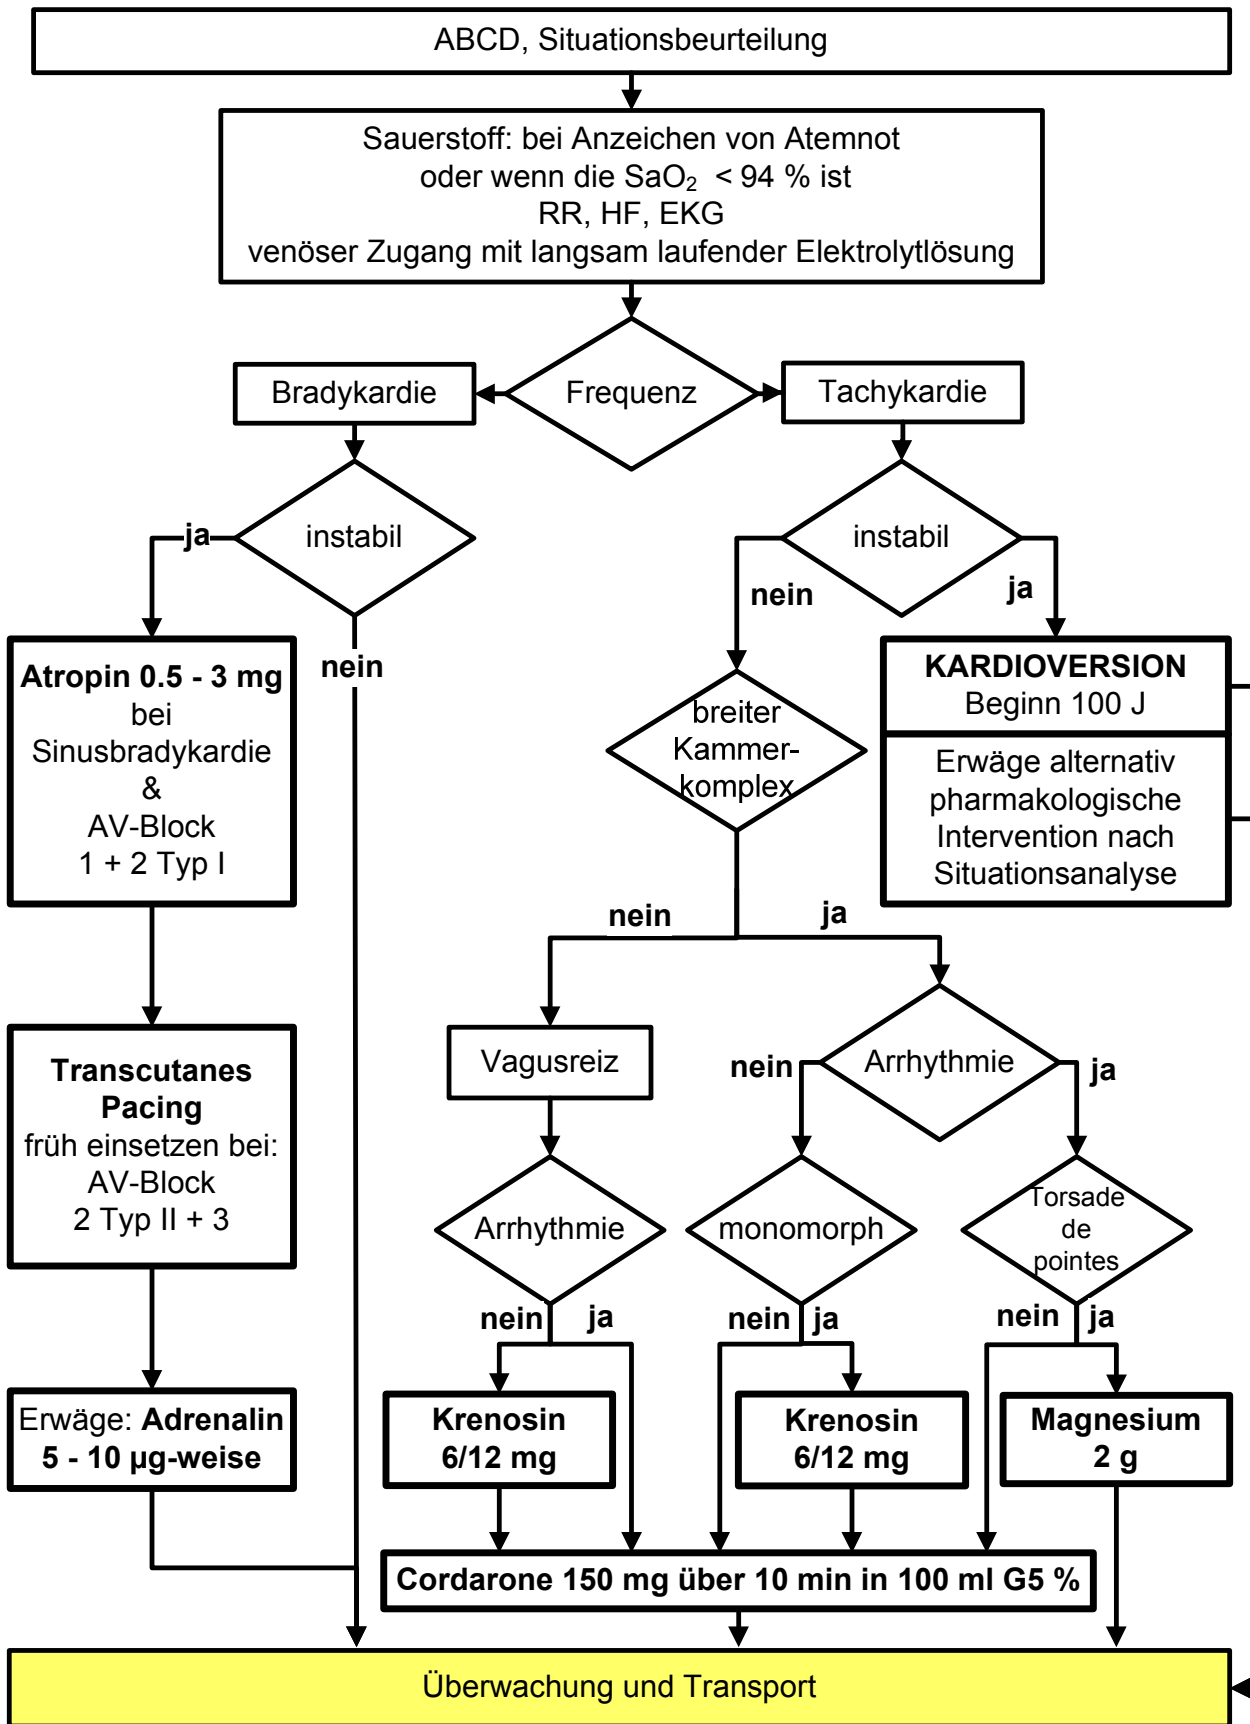 ABCD, Situationsbeurteilung
Sauerstoff: bei Anzeichen von Atemnot
oder wenn die SaO₂ < 94 % ist
RR, HF, EKG
venöser Zugang mit langsam laufender Elektrolytlösung
Bradykardie
Frequenz
Tachykardie
ja
instabil
instabil
nein
ja
nein
Atropin 0.5 - 3 mg
bei
Sinusbradykardie
&
AV-Block
1 + 2 Typ I
breiter
Kammer-
komplex
KARDIOVERSION
Beginn 100 J
Erwäge alternativ
pharmakologische
Intervention nach
Situationsanalyse
nein
ja
Transcutanes
Pacing
früh einsetzen bei:
AV-Block
2 Typ II + 3
Vagusreiz
nein
Arrhythmie
ja
Arrhythmie
monomorph
Torsade
de
pointes
nein
ja
nein
ja
nein
ja
Erwäge: Adrenalin
5 - 10 µg-weise
Krenosin
6/12 mg
Krenosin
6/12 mg
Magnesium
2 g
Cordarone 150 mg über 10 min in 100 ml G5 %
Überwachung und Transport